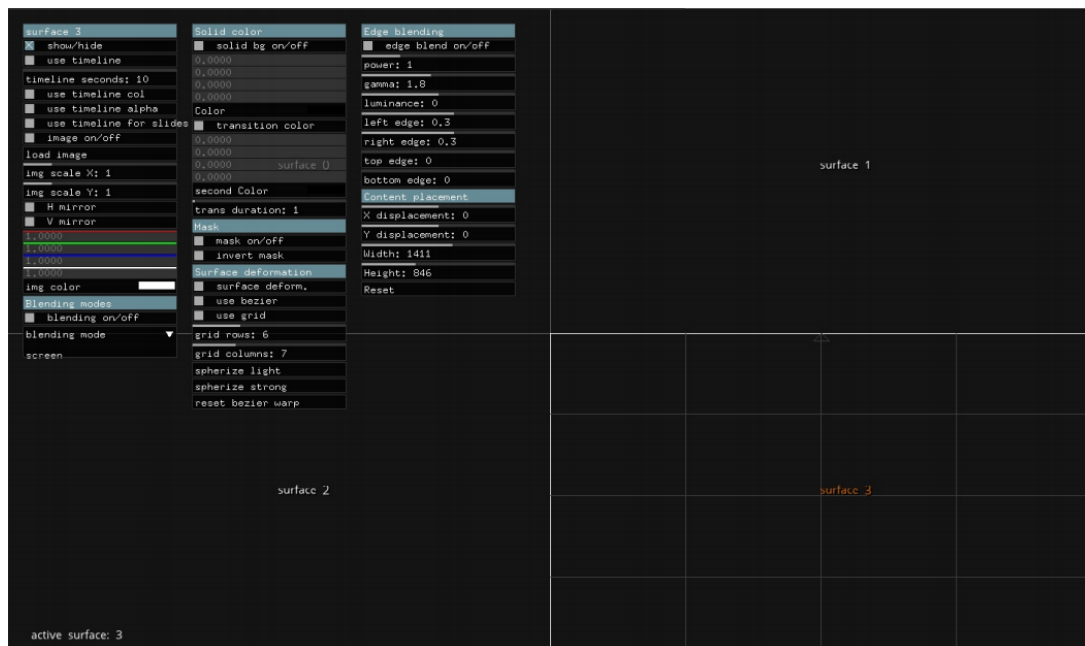 surface 3
show/hide
use timeline
timeline seconds: 10
use timeline col
use timeline alpha
use timeline for slides
image on/off
load image
img scale X: 1
img scale Y: 1
H mirror
V mirror
1.0000
1.0000
1.0000
1.0000
img color
Blending modes
blending on/off
blending mode
screen
Solid color
solid bg on/off
0.0000
0.0000
0.0000
0.0000
Color
transition color
0.0000
0.0000
0.0000
0.0000
second Color
trans duration: 1
Mask
mask on/off
invert mask
Surface deformation
surface deform.
use bezier
use grid
grid rows: 6
grid columns: 7
spherize light
spherize strong
reset bezier warp
Edge blending
edge blend on/off
power: 1
gamma: 1.8
luminance: 0
left edge: 0.3
right edge: 0.3
top edge: 0
bottom edge: 0
Content placement
X displacement: 0
Y displacement: 0
Width: 1411
Height: 846
Reset
surface 0
surface 1
surface 2
surface 3
active surface: 3